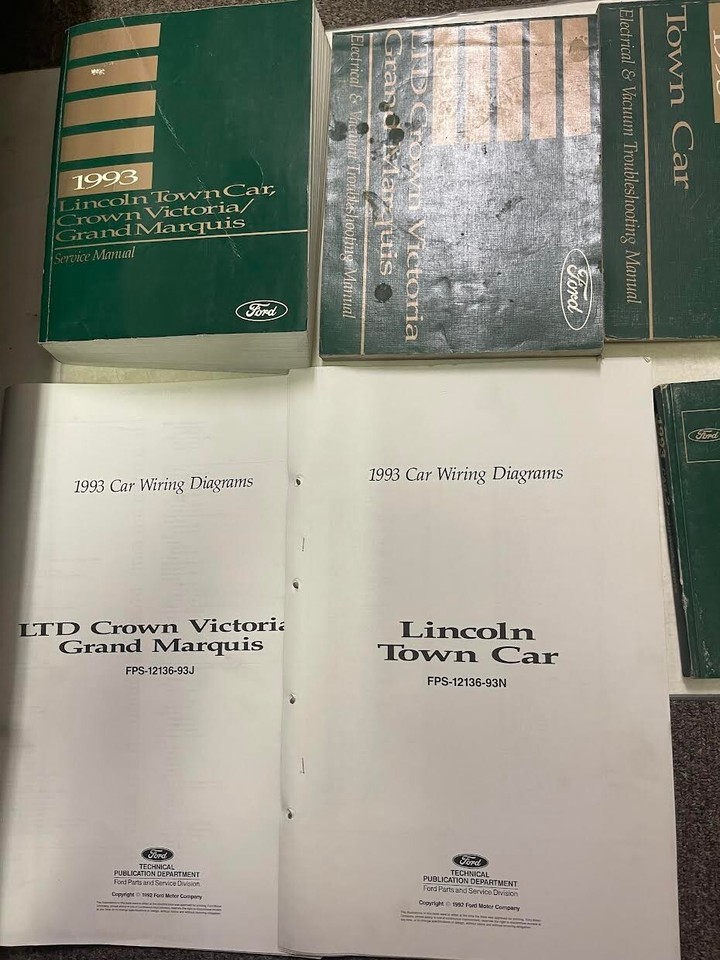 1993
Lincoln Town Car,
Crown Victoria/
Grand Marquis
Service Manual
Ford
LTD Crown Victoria
Grand Marquis
Electrical & Vacuum Troubleshooting Manual
Ford
Town Car
Electrical & Vacuum Troubleshooting Manual
Ford
1993 Car Wiring Diagrams
LTD Crown Victoria
Grand Marquis
FPS-12136-93J
Ford
TECHNICAL
PUBLICATION DEPARTMENT
Ford Parts and Service Division
Copyright © 1992 Ford Motor Company
1993 Car Wiring Diagrams
Lincoln
Town Car
FPS-12136-93N
Ford
TECHNICAL
PUBLICATION DEPARTMENT
Ford Parts and Service Division
Copyright © 1992 Ford Motor Company